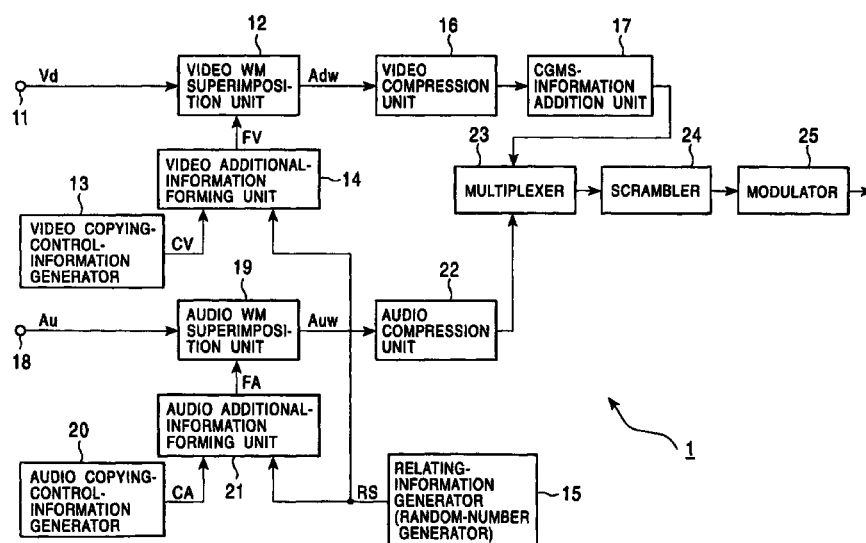 12
16
17
Vd
VIDEO WM
SUPERIMPOSI-
TION UNIT
Adw
VIDEO
COMPRESSION
UNIT
CGMS-
INFORMATION
ADDITION UNIT
11
FV
23
24
25
13
VIDEO ADDITIONAL-
INFORMATION
FORMING UNIT
14
MULTIPLEXER
SCRAMBLER
MODULATOR
VIDEO COPYING-
CONTROL-
INFORMATION
GENERATOR
CV
19
22
Au
AUDIO WM
SUPERIMPOSI-
TION UNIT
Auw
AUDIO
COMPRESSION
UNIT
18
FA
20
AUDIO ADDITIONAL-
INFORMATION
FORMING UNIT
1
AUDIO COPYING-
CONTROL-
INFORMATION
GENERATOR
CA
21
RS
RELATING-
INFORMATION
GENERATOR
(RANDOM-NUMBER
GENERATOR)
15